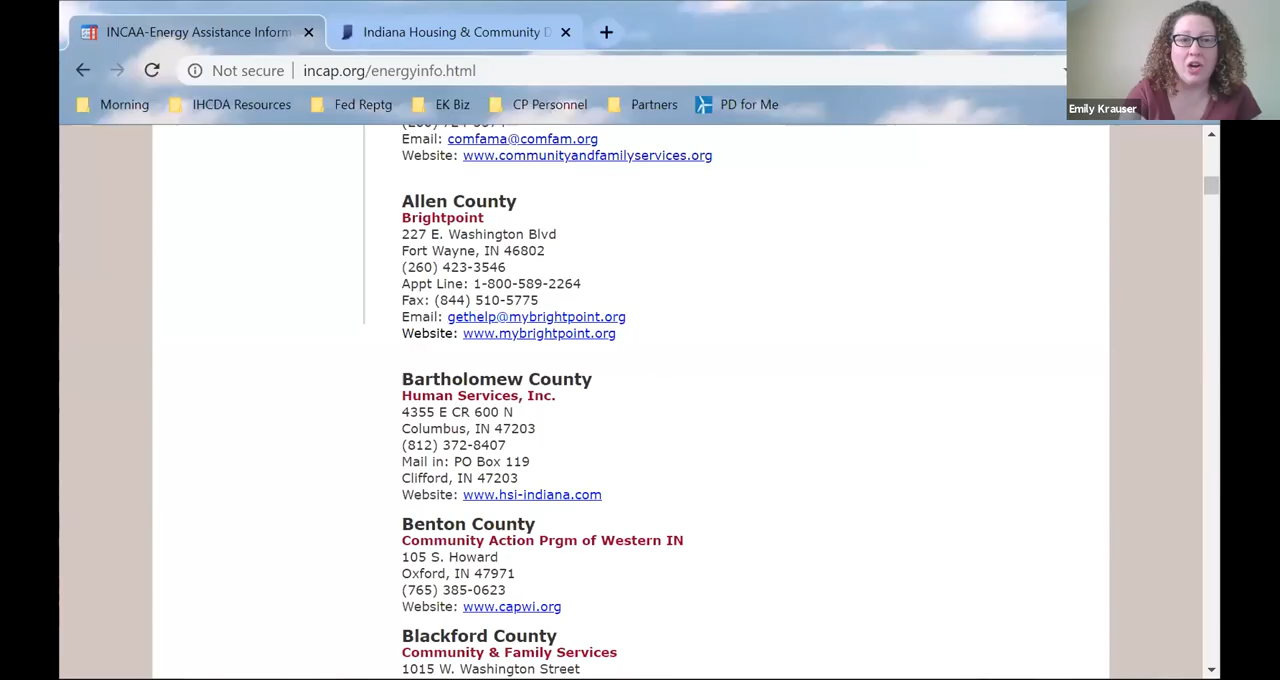 INCAA-Energy Assistance Inform
Indiana Housing & Community D
Not secure | incap.org/energyinfo.html
Morning IHCDA Resources Fed Reptg EK Biz CP Personnel Partners PD for Me
Emily Krauser
Email: comfama@comfam.org
Website: www.communityandfamilyservices.org
Allen County
Brightpoint
227 E. Washington Blvd
Fort Wayne, IN 46802
(260) 423-3546
Appt Line: 1-800-589-2264
Fax: (844) 510-5775
Email: gethelp@mybrightpoint.org
Website: www.mybrightpoint.org
Bartholomew County
Human Services, Inc.
4355 E CR 600 N
Columbus, IN 47203
(812) 372-8407
Mail in: PO Box 119
Clifford, IN 47203
Website: www.hsi-indiana.com
Benton County
Community Action Prgm of Western IN
105 S. Howard
Oxford, IN 47971
(765) 385-0623
Website: www.capwi.org
Blackford County
Community & Family Services
1015 W. Washington Street